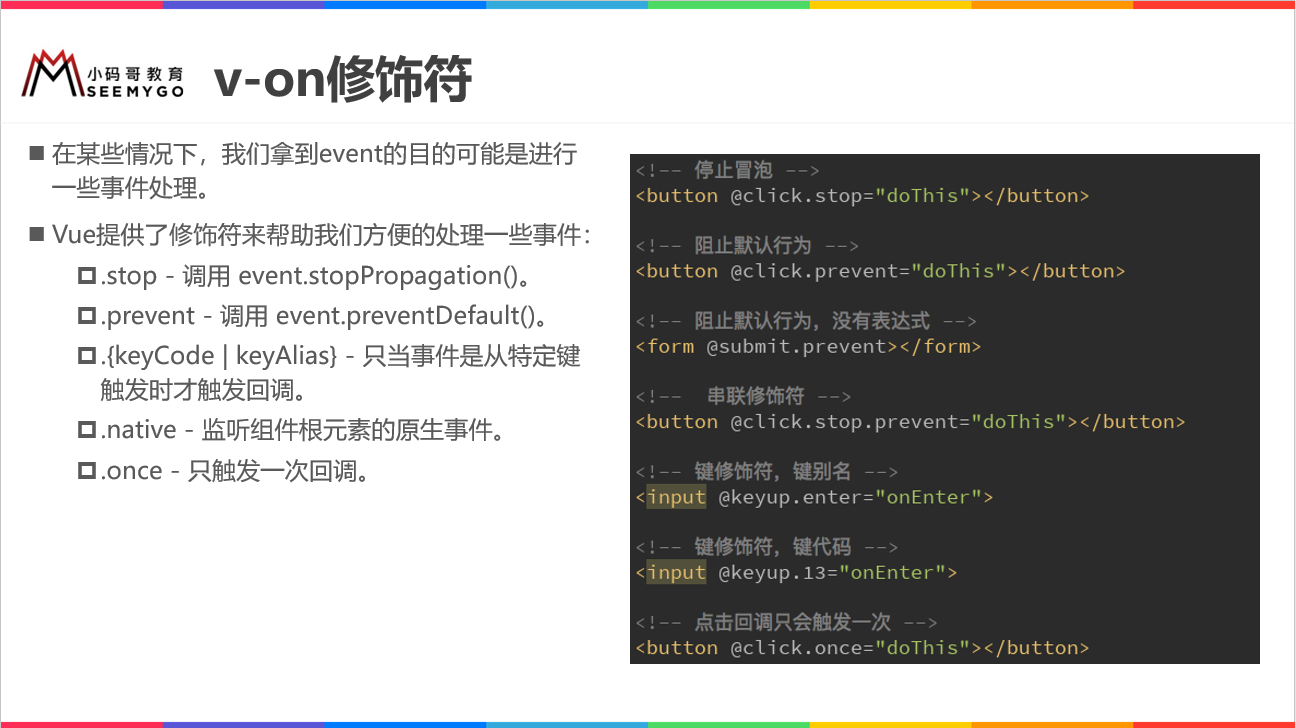 小码哥教育
SEEMYGO
v-on修饰符
在某些情况下，我们拿到event的目的可能是进行
一些事件处理。
Vue提供了修饰符来帮助我们方便的处理一些事件：
.stop - 调用 event.stopPropagation()。
.prevent - 调用 event.preventDefault()。
.{keyCode | keyAlias} - 只当事件是从特定键
触发时才触发回调。
.native - 监听组件根元素的原生事件。
.once - 只触发一次回调。
<!-- 停止冒泡 -->
<button @click.stop="doThis"></button>
<!-- 阻止默认行为 -->
<button @click.prevent="doThis"></button>
<!-- 阻止默认行为，没有表达式 -->
<form @submit.prevent></form>
<!--  串联修饰符 -->
<button @click.stop.prevent="doThis"></button>
<!-- 键修饰符，键别名 -->
<input @keyup.enter="onEnter">
<!-- 键修饰符，键代码 -->
<input @keyup.13="onEnter">
<!-- 点击回调只会触发一次 -->
<button @click.once="doThis"></button>